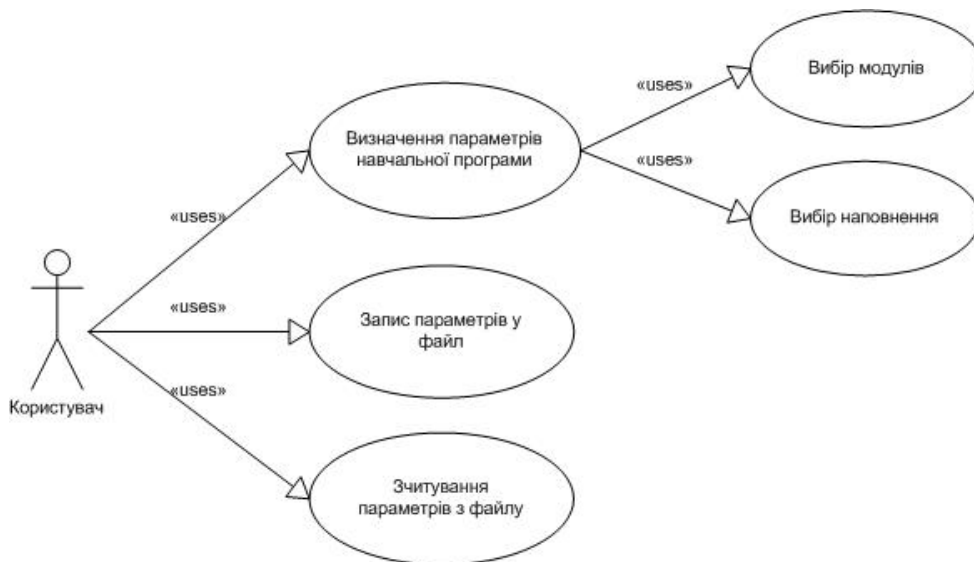 Вибір модулів
«uses»
Визначення параметрів
навчальної програми
«uses»
Вибір наповнення
«uses»
«uses»
Запис параметрів у
файл
«uses»
Користувач
Зчитування
параметрів з файлу